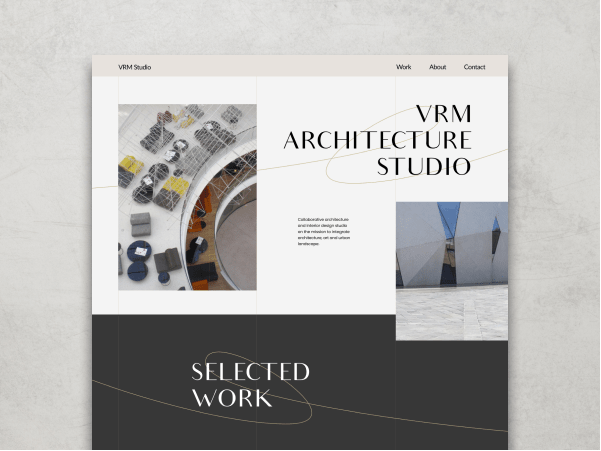 VRM Studio
Work About Contact
VRM
ARCHITECTURE
STUDIO
Collaborative architecture
and interior design studio
on the mission to integrate
architecture, art and urban
landscape.
SELECTED
WORK